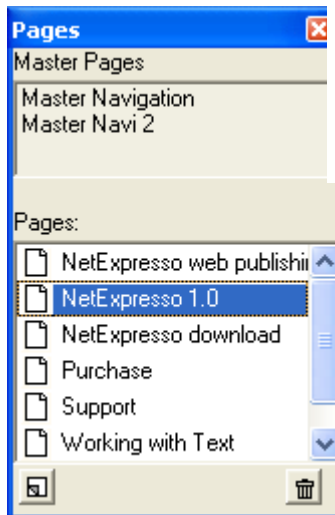 Pages
Master Pages
Master Navigation
Master Navi 2
Pages:
NetExpresso web publishin
NetExpresso 1.0
NetExpresso download
Purchase
Support
Working with Text